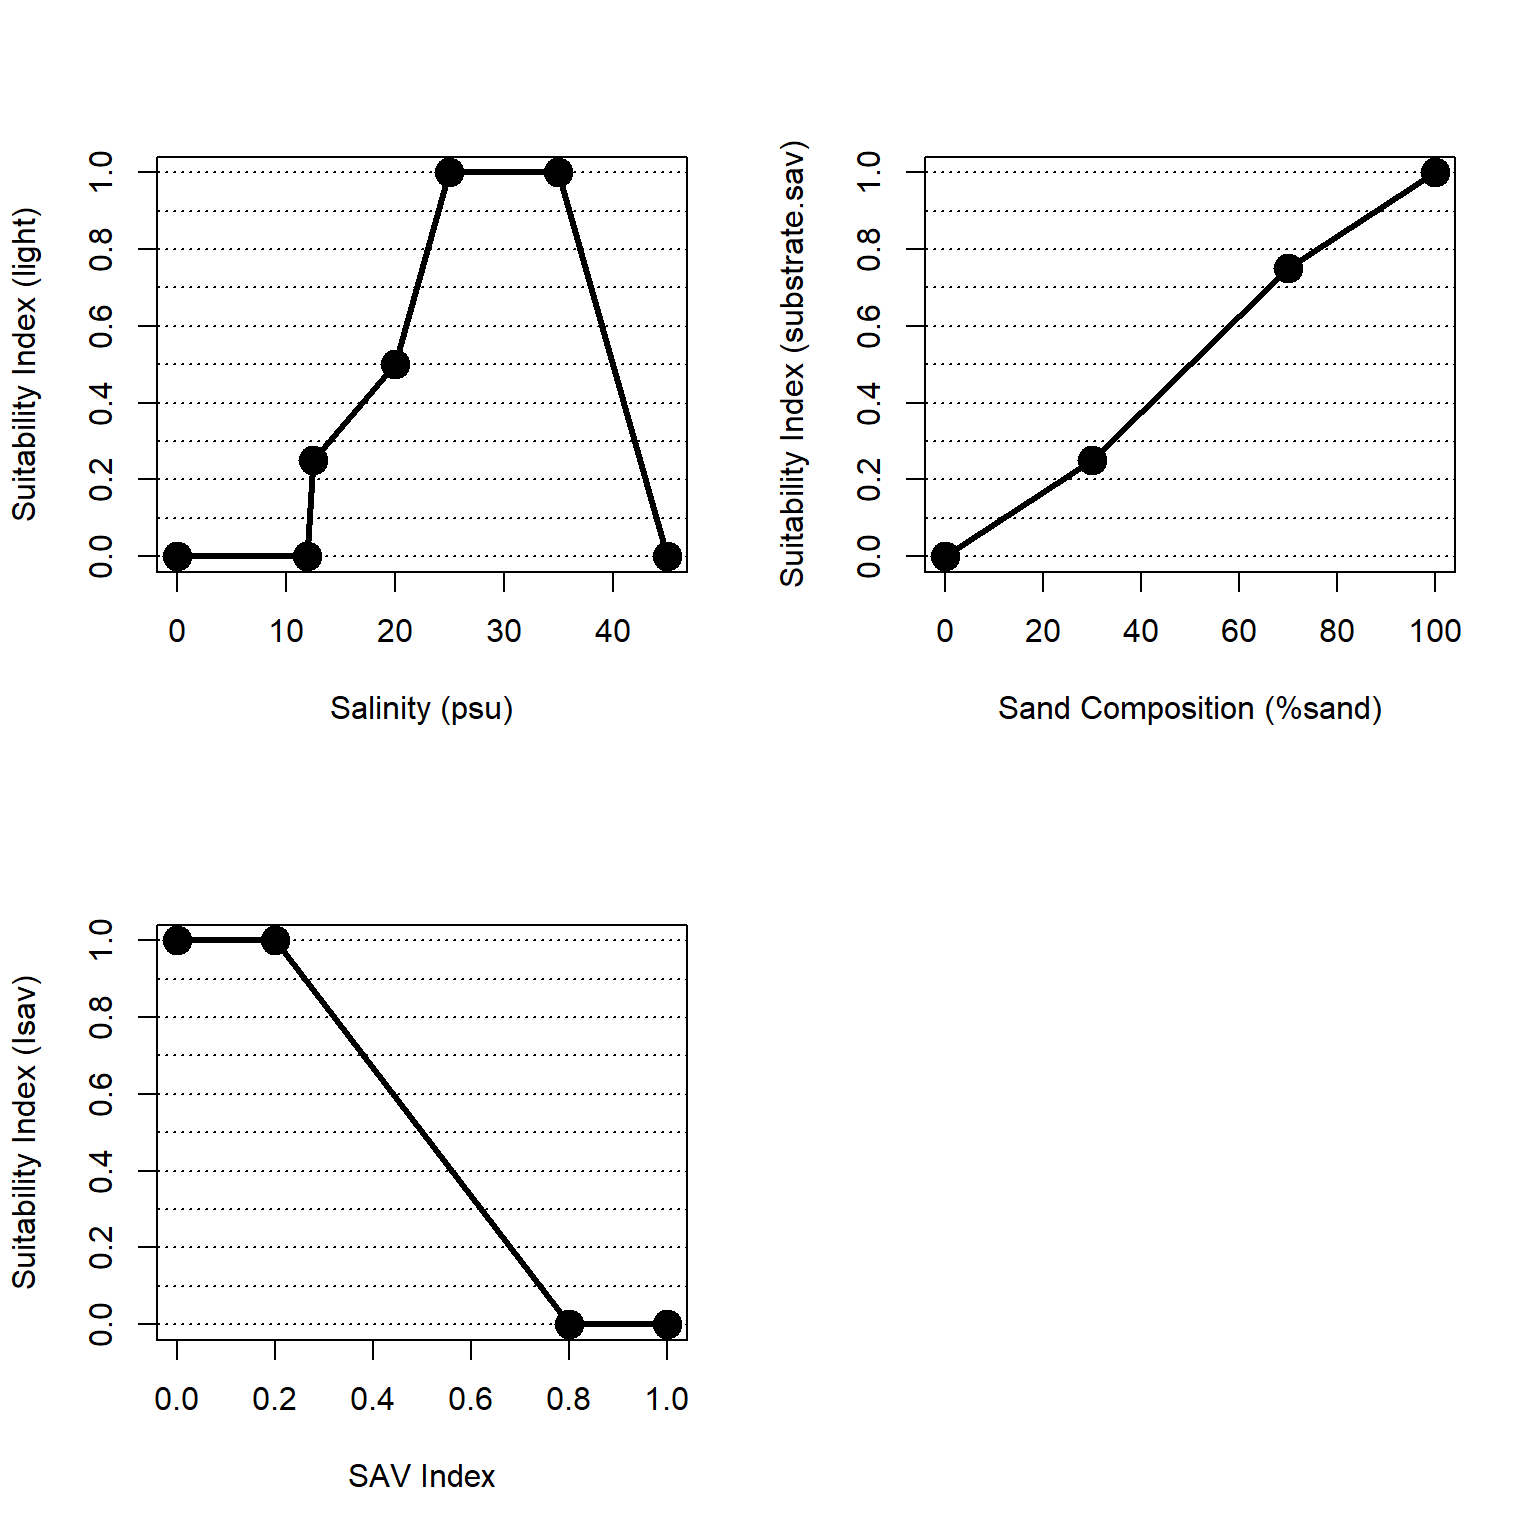 Suitability Index (light)
0.0 0.2 0.4 0.6 0.8 1.0
0 10 20 30 40
Salinity (psu)
Suitability Index (substrate.sav)
0.0 0.2 0.4 0.6 0.8 1.0
0 20 40 60 80 100
Sand Composition (%sand)
Suitability Index (Isav)
0.0 0.2 0.4 0.6 0.8 1.0
0.0 0.2 0.4 0.6 0.8 1.0
SAV Index